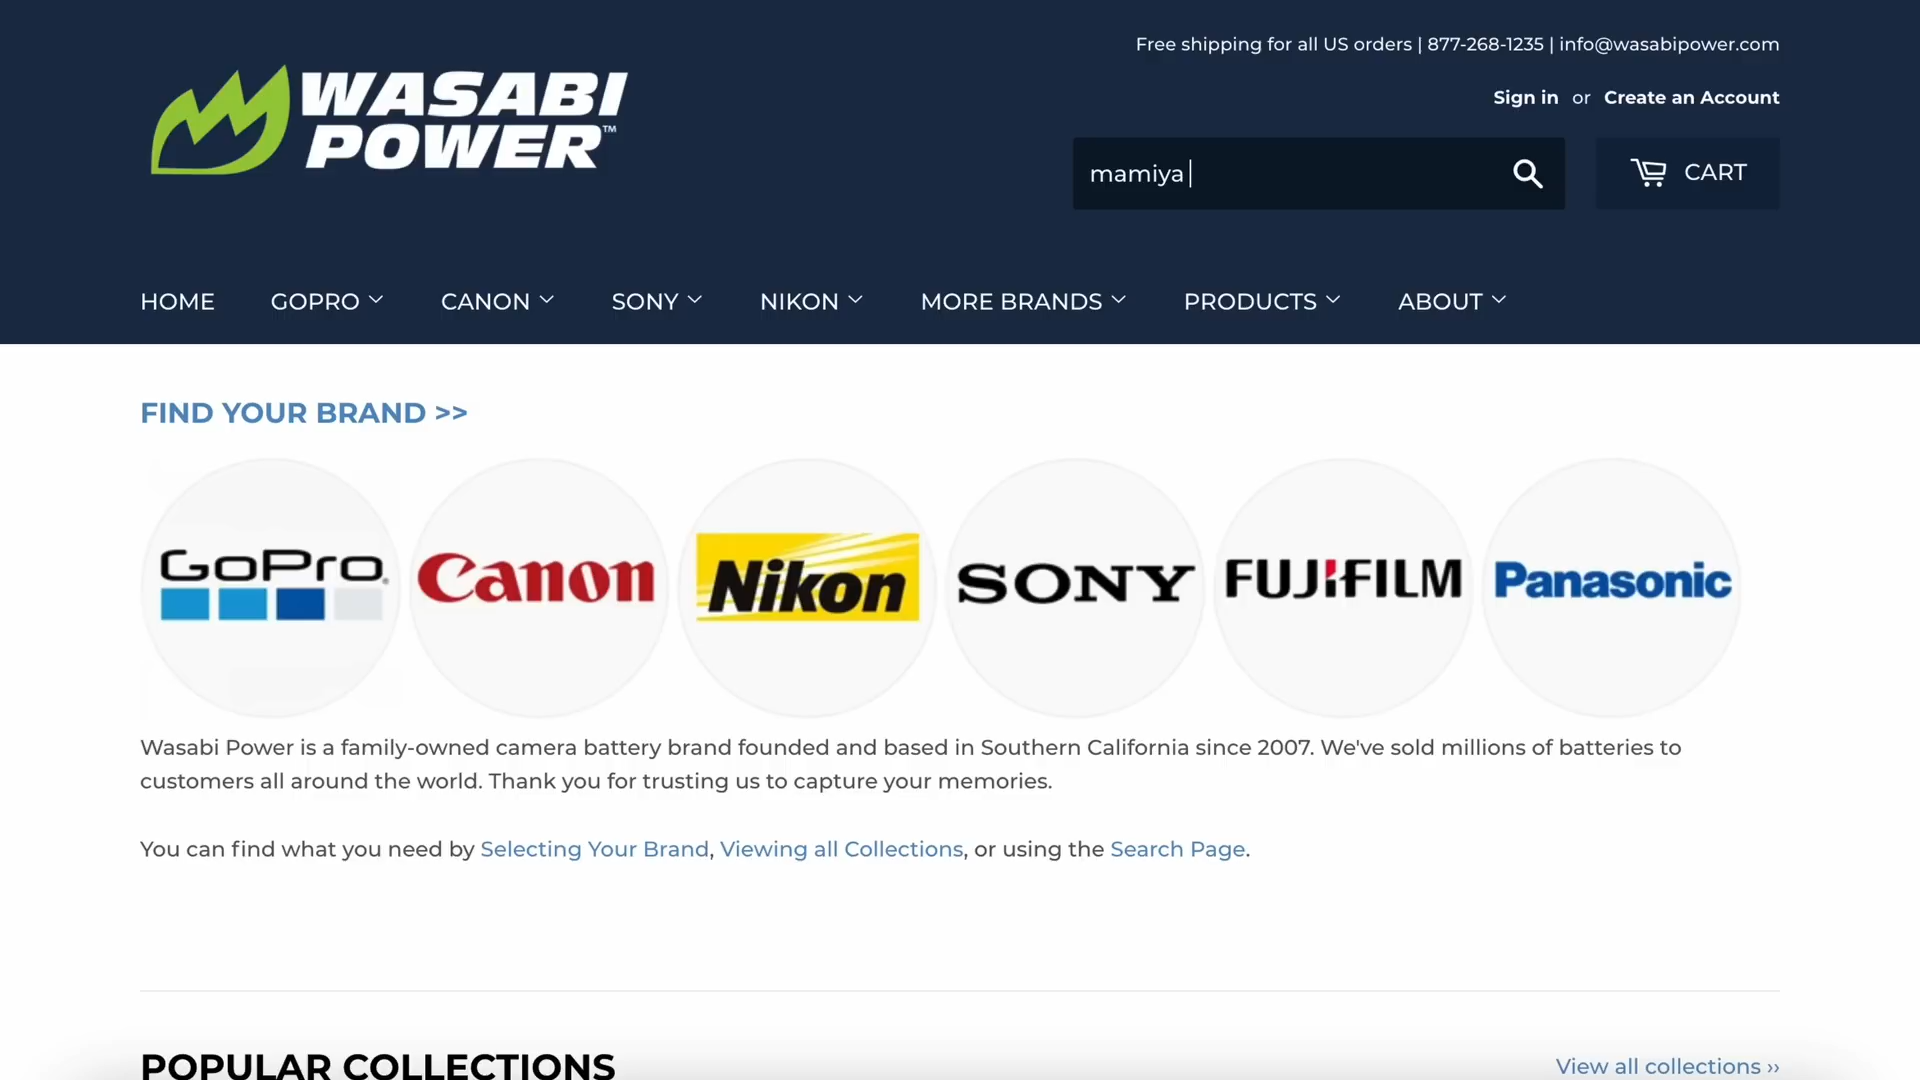 Free shipping for all US orders | 877-268-1235 | info@wasabipower.com
WASABI
POWER™
Sign in or Create an Account
mamiya
CART
HOME GOPRO CANON SONY NIKON MORE BRANDS PRODUCTS ABOUT
FIND YOUR BRAND >>
GoPro Canon Nikon SONY FUJIFILM Panasonic
Wasabi Power is a family-owned camera battery brand founded and based in Southern California since 2007. We've sold millions of batteries to
customers all around the world. Thank you for trusting us to capture your memories.
You can find what you need by Selecting Your Brand, Viewing all Collections, or using the Search Page.
POPULAR COLLECTIONS
View all collections ››